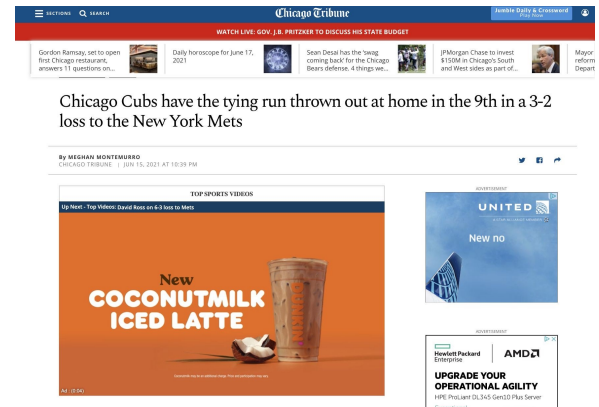 SECTIONS
SEARCH
Chicago Tribune
Jumble Daily & Crossword
Play Now
WATCH LIVE: GOV. J.B. PRITZKER TO DISCUSS HIS STATE BUDGET
Gordon Ramsay, set to open
first Chicago restaurant,
answers 11 questions on...
Daily horoscope for June 17,
2021
Sean Desai has the 'swag
coming back' for the Chicago
Bears defense. 4 things we...
JPMorgan Chase to invest
$150M in Chicago's South
and West sides as part of...
Mayor
reform
Depart
Chicago Cubs have the tying run thrown out at home in the 9th in a 3-2
loss to the New York Mets
By MEGHAN MONTEMURRO
CHICAGO TRIBUNE | JUN 15, 2021 AT 10:39 PM
TOP SPORTS VIDEOS
Up Next - Top Videos: David Ross on 6-3 loss to Mets
New
COCONUTMILK
ICED LATTE
DUNKIN'
Ad : (0:04)
ADVERTISEMENT
UNITED
New no
ADVERTISEMENT
Hewlett Packard
Enterprise
AMD
UPGRADE YOUR
OPERATIONAL AGILITY
HPE ProLiant DL345 Gen10 Plus Server